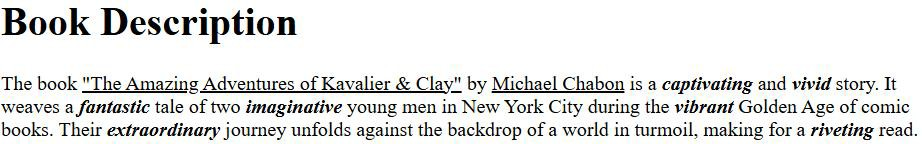 Book Description
The book "The Amazing Adventures of Kavalier & Clay" by Michael Chabon is a captivating and vivid story. It
weaves a fantastic tale of two imaginative young men in New York City during the vibrant Golden Age of comic
books. Their extraordinary journey unfolds against the backdrop of a world in turmoil, making for a riveting read.